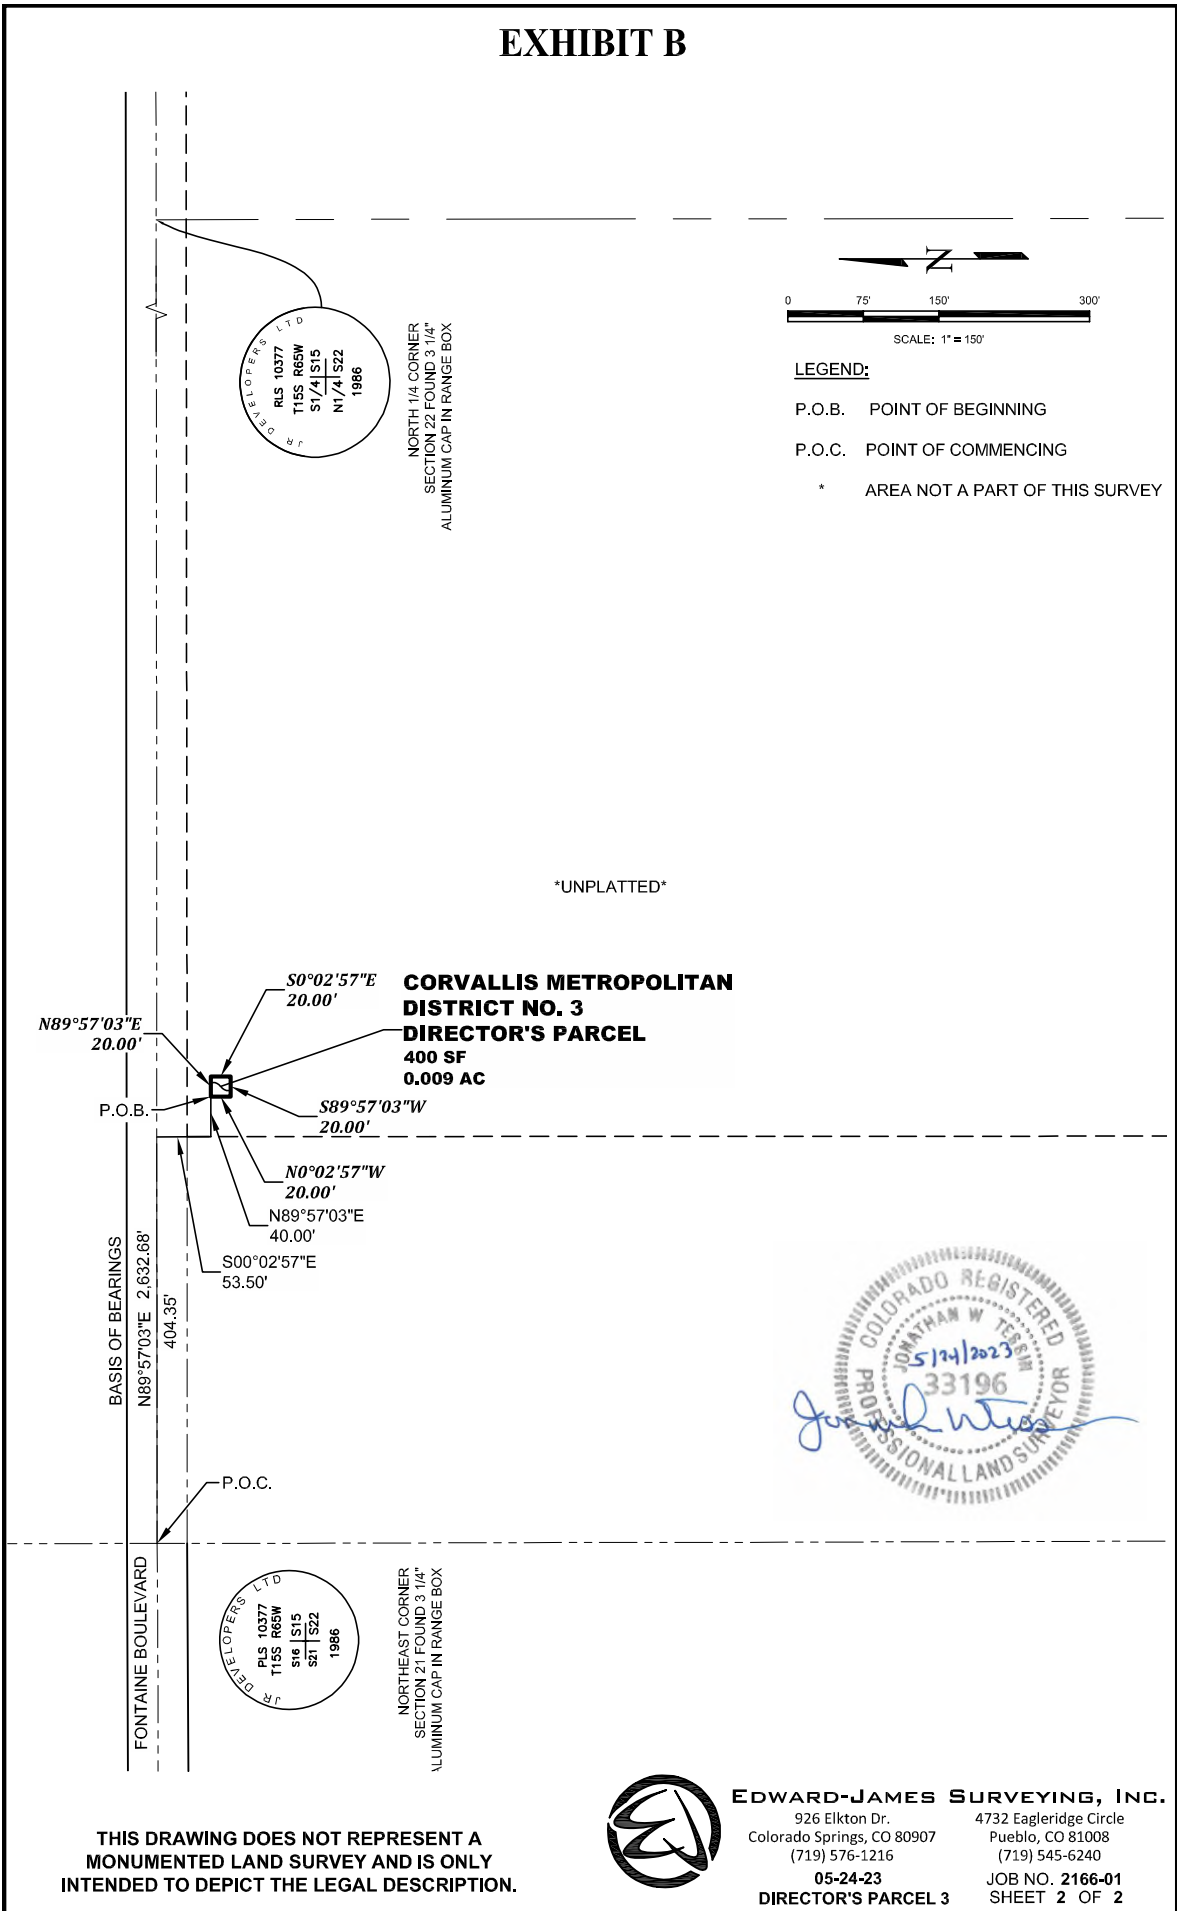 EXHIBIT B
N
0 75' 150' 300'
SCALE: 1" = 150'
LEGEND:
P.O.B. POINT OF BEGINNING
P.O.C. POINT OF COMMENCING
* AREA NOT A PART OF THIS SURVEY
JR DEVELOPERS LTD
RLS 10377
T15S R65W
S1/4 S15
N1/4 S22
1986
NORTH 1/4 CORNER
SECTION 22 FOUND 3 1/4"
ALUMINUM CAP IN RANGE BOX
*UNPLATTED*
S0°02'57"E
20.00'
CORVALLIS METROPOLITAN
DISTRICT NO. 3
DIRECTOR'S PARCEL
400 SF
0.009 AC
N89°57'03"E
20.00'
P.O.B.
S89°57'03"W
20.00'
N0°02'57"W
20.00'
N89°57'03"E
40.00'
S00°02'57"E
53.50'
BASIS OF BEARINGS
N89°57'03"E 2,632.68'
404.35'
P.O.C.
COLORADO REGISTERED
JONATHAN W TESSIN
5/24/2023
33196
PROFESSIONAL LAND SURVEYOR
FONTAINE BOULEVARD
JR DEVELOPERS LTD
PLS 10377
T15S R65W
S16 S15
S21 S22
1986
NORTHEAST CORNER
SECTION 21 FOUND 3 1/4"
ALUMINUM CAP IN RANGE BOX
THIS DRAWING DOES NOT REPRESENT A
MONUMENTED LAND SURVEY AND IS ONLY
INTENDED TO DEPICT THE LEGAL DESCRIPTION.
EDWARD-JAMES SURVEYING, INC.
926 Elkton Dr.
Colorado Springs, CO 80907
(719) 576-1216
4732 Eagleridge Circle
Pueblo, CO 81008
(719) 545-6240
05-24-23
DIRECTOR'S PARCEL 3
JOB NO. 2166-01
SHEET 2 OF 2